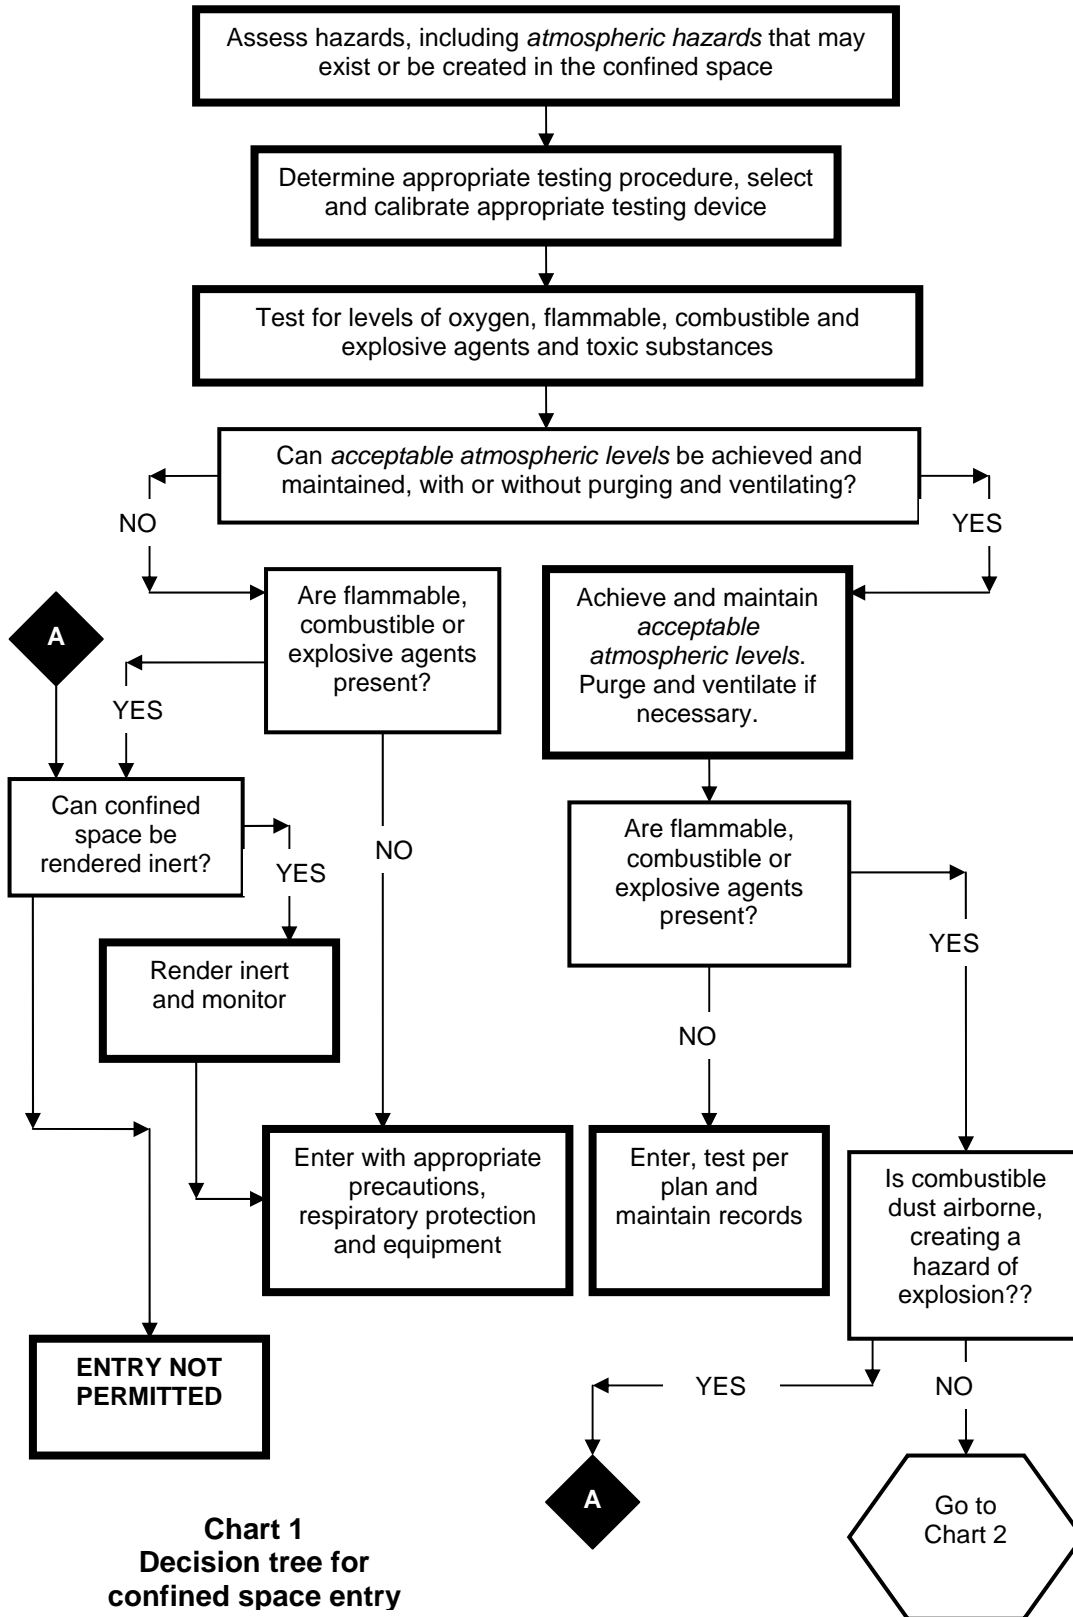 Assess hazards, including atmospheric hazards that may
exist or be created in the confined space
Determine appropriate testing procedure, select
and calibrate appropriate testing device
Test for levels of oxygen, flammable, combustible and
explosive agents and toxic substances
Can acceptable atmospheric levels be achieved and
maintained, with or without purging and ventilating?
NO
YES
A
Are flammable,
combustible or
explosive agents
present?
Achieve and maintain
acceptable
atmospheric levels.
Purge and ventilate if
necessary.
YES
Can confined
space be
rendered inert?
YES
NO
Are flammable,
combustible or
explosive agents
present?
YES
Render inert
and monitor
NO
Enter with appropriate
precautions,
respiratory protection
and equipment
Enter, test per
plan and
maintain records
Is combustible
dust airborne,
creating a
hazard of
explosion??
ENTRY NOT
PERMITTED
YES
NO
A
Go to
Chart 2
Chart 1
Decision tree for
confined space entry